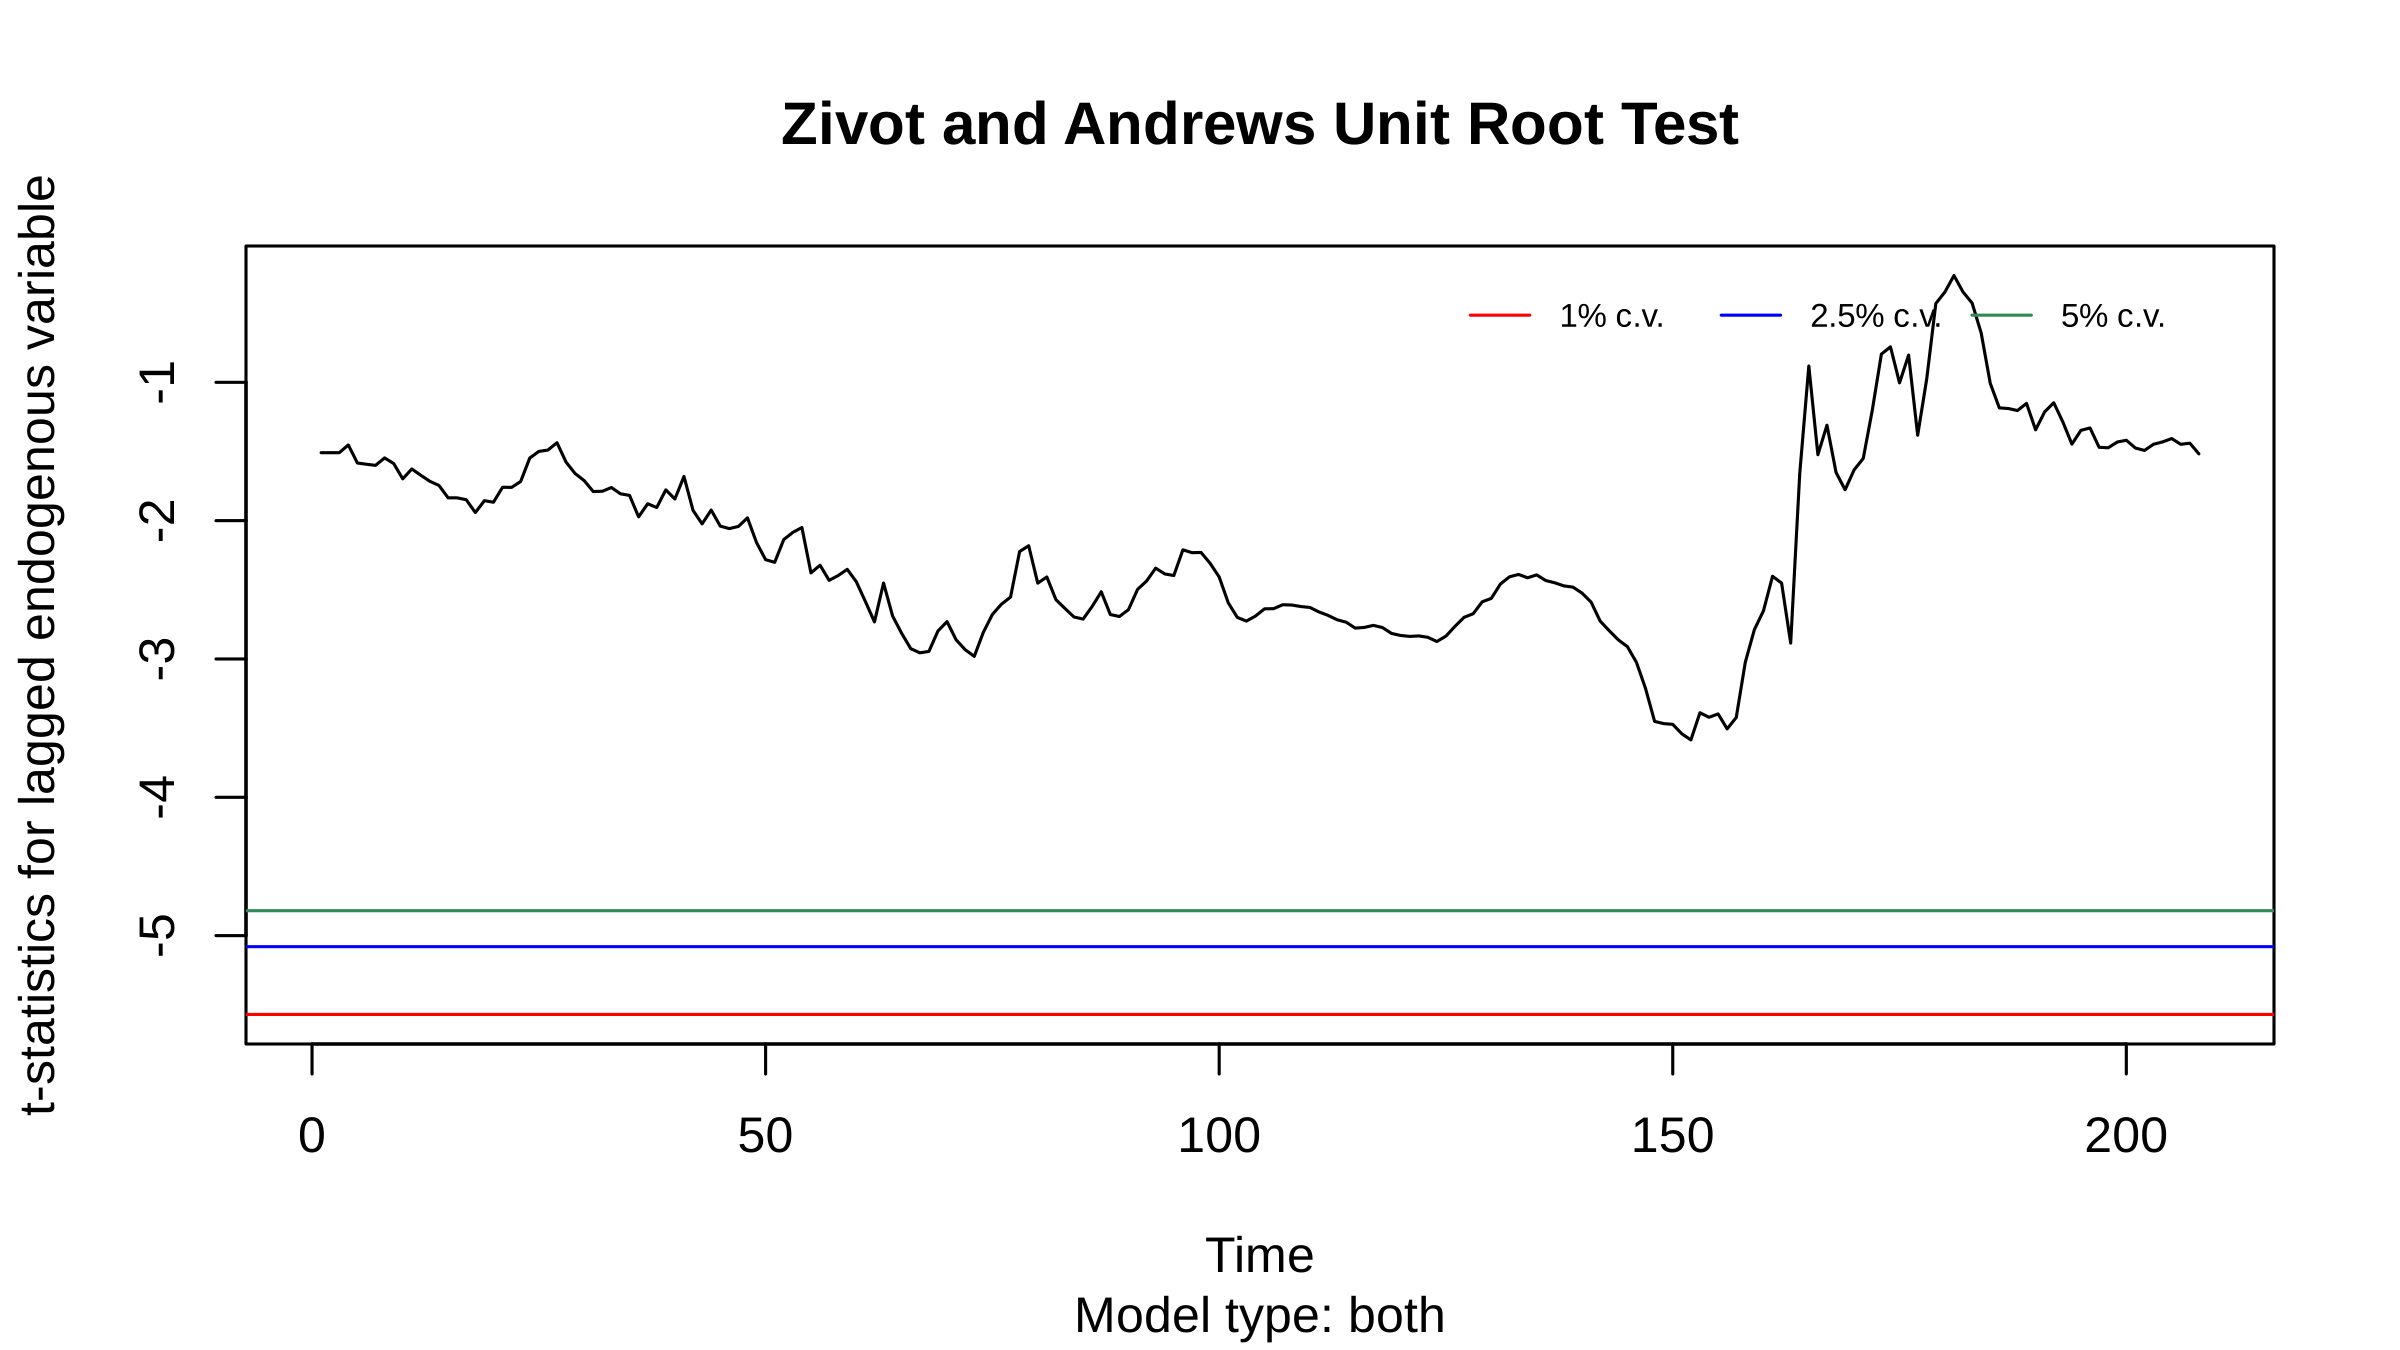 Zivot and Andrews Unit Root Test
t-statistics for lagged endogenous variable
1% c.v. 2.5% c.v. 5% c.v.
-1
-2
-3
-4
-5
0 50 100 150 200
Time
Model type: both